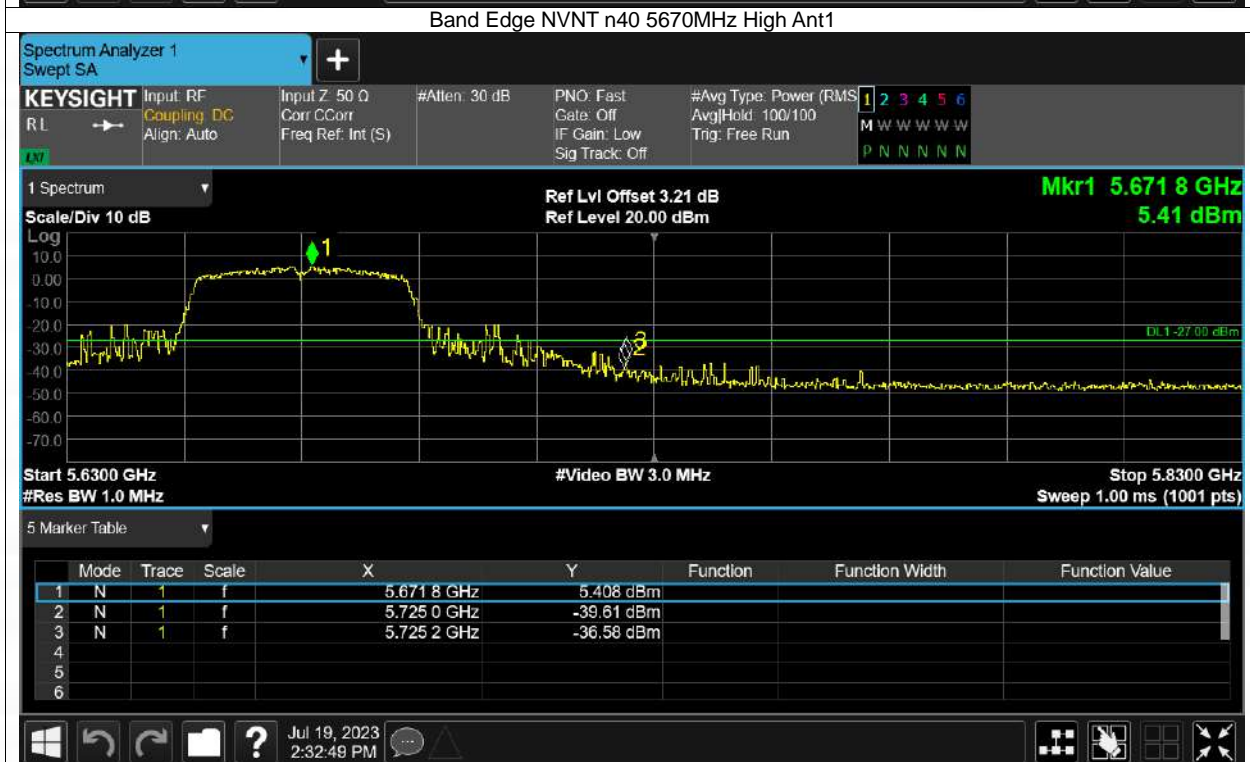 Band Edge NVNT n40 5670MHz High Ant1
Spectrum Analyzer 1
Swept SA
+
KEYSIGHT Input: RF Input Z: 50 Ω #Atten: 30 dB PNO: Fast #Avg Type: Power (RMS 1 2 3 4 5 6
RL Coupling: DC Corr CCorr Gate: Off Avg|Hold: 100/100 M W W W W W
Align: Auto Freq Ref: Int (S) IF Gain: Low Trig: Free Run
LXI Sig Track: Off P N N N N N
1 Spectrum Ref Lvl Offset 3.21 dB Mkr1 5.671 8 GHz
Scale/Div 10 dB Ref Level 20.00 dBm 5.41 dBm
Log
1
10.0
0.00
-10.0
-20.0
DL1 -27.00 dBm
-30.0
3
2
-40.0
-50.0
-60.0
-70.0
Start 5.6300 GHz #Video BW 3.0 MHz Stop 5.8300 GHz
#Res BW 1.0 MHz Sweep 1.00 ms (1001 pts)
5 Marker Table
Mode Trace Scale X Y Function Function Width Function Value
1 N 1 f 5.671 8 GHz 5.408 dBm
2 N 1 f 5.725 0 GHz -39.61 dBm
3 N 1 f 5.725 2 GHz -36.58 dBm
4
5
6
? Jul 19, 2023
2:32:49 PM